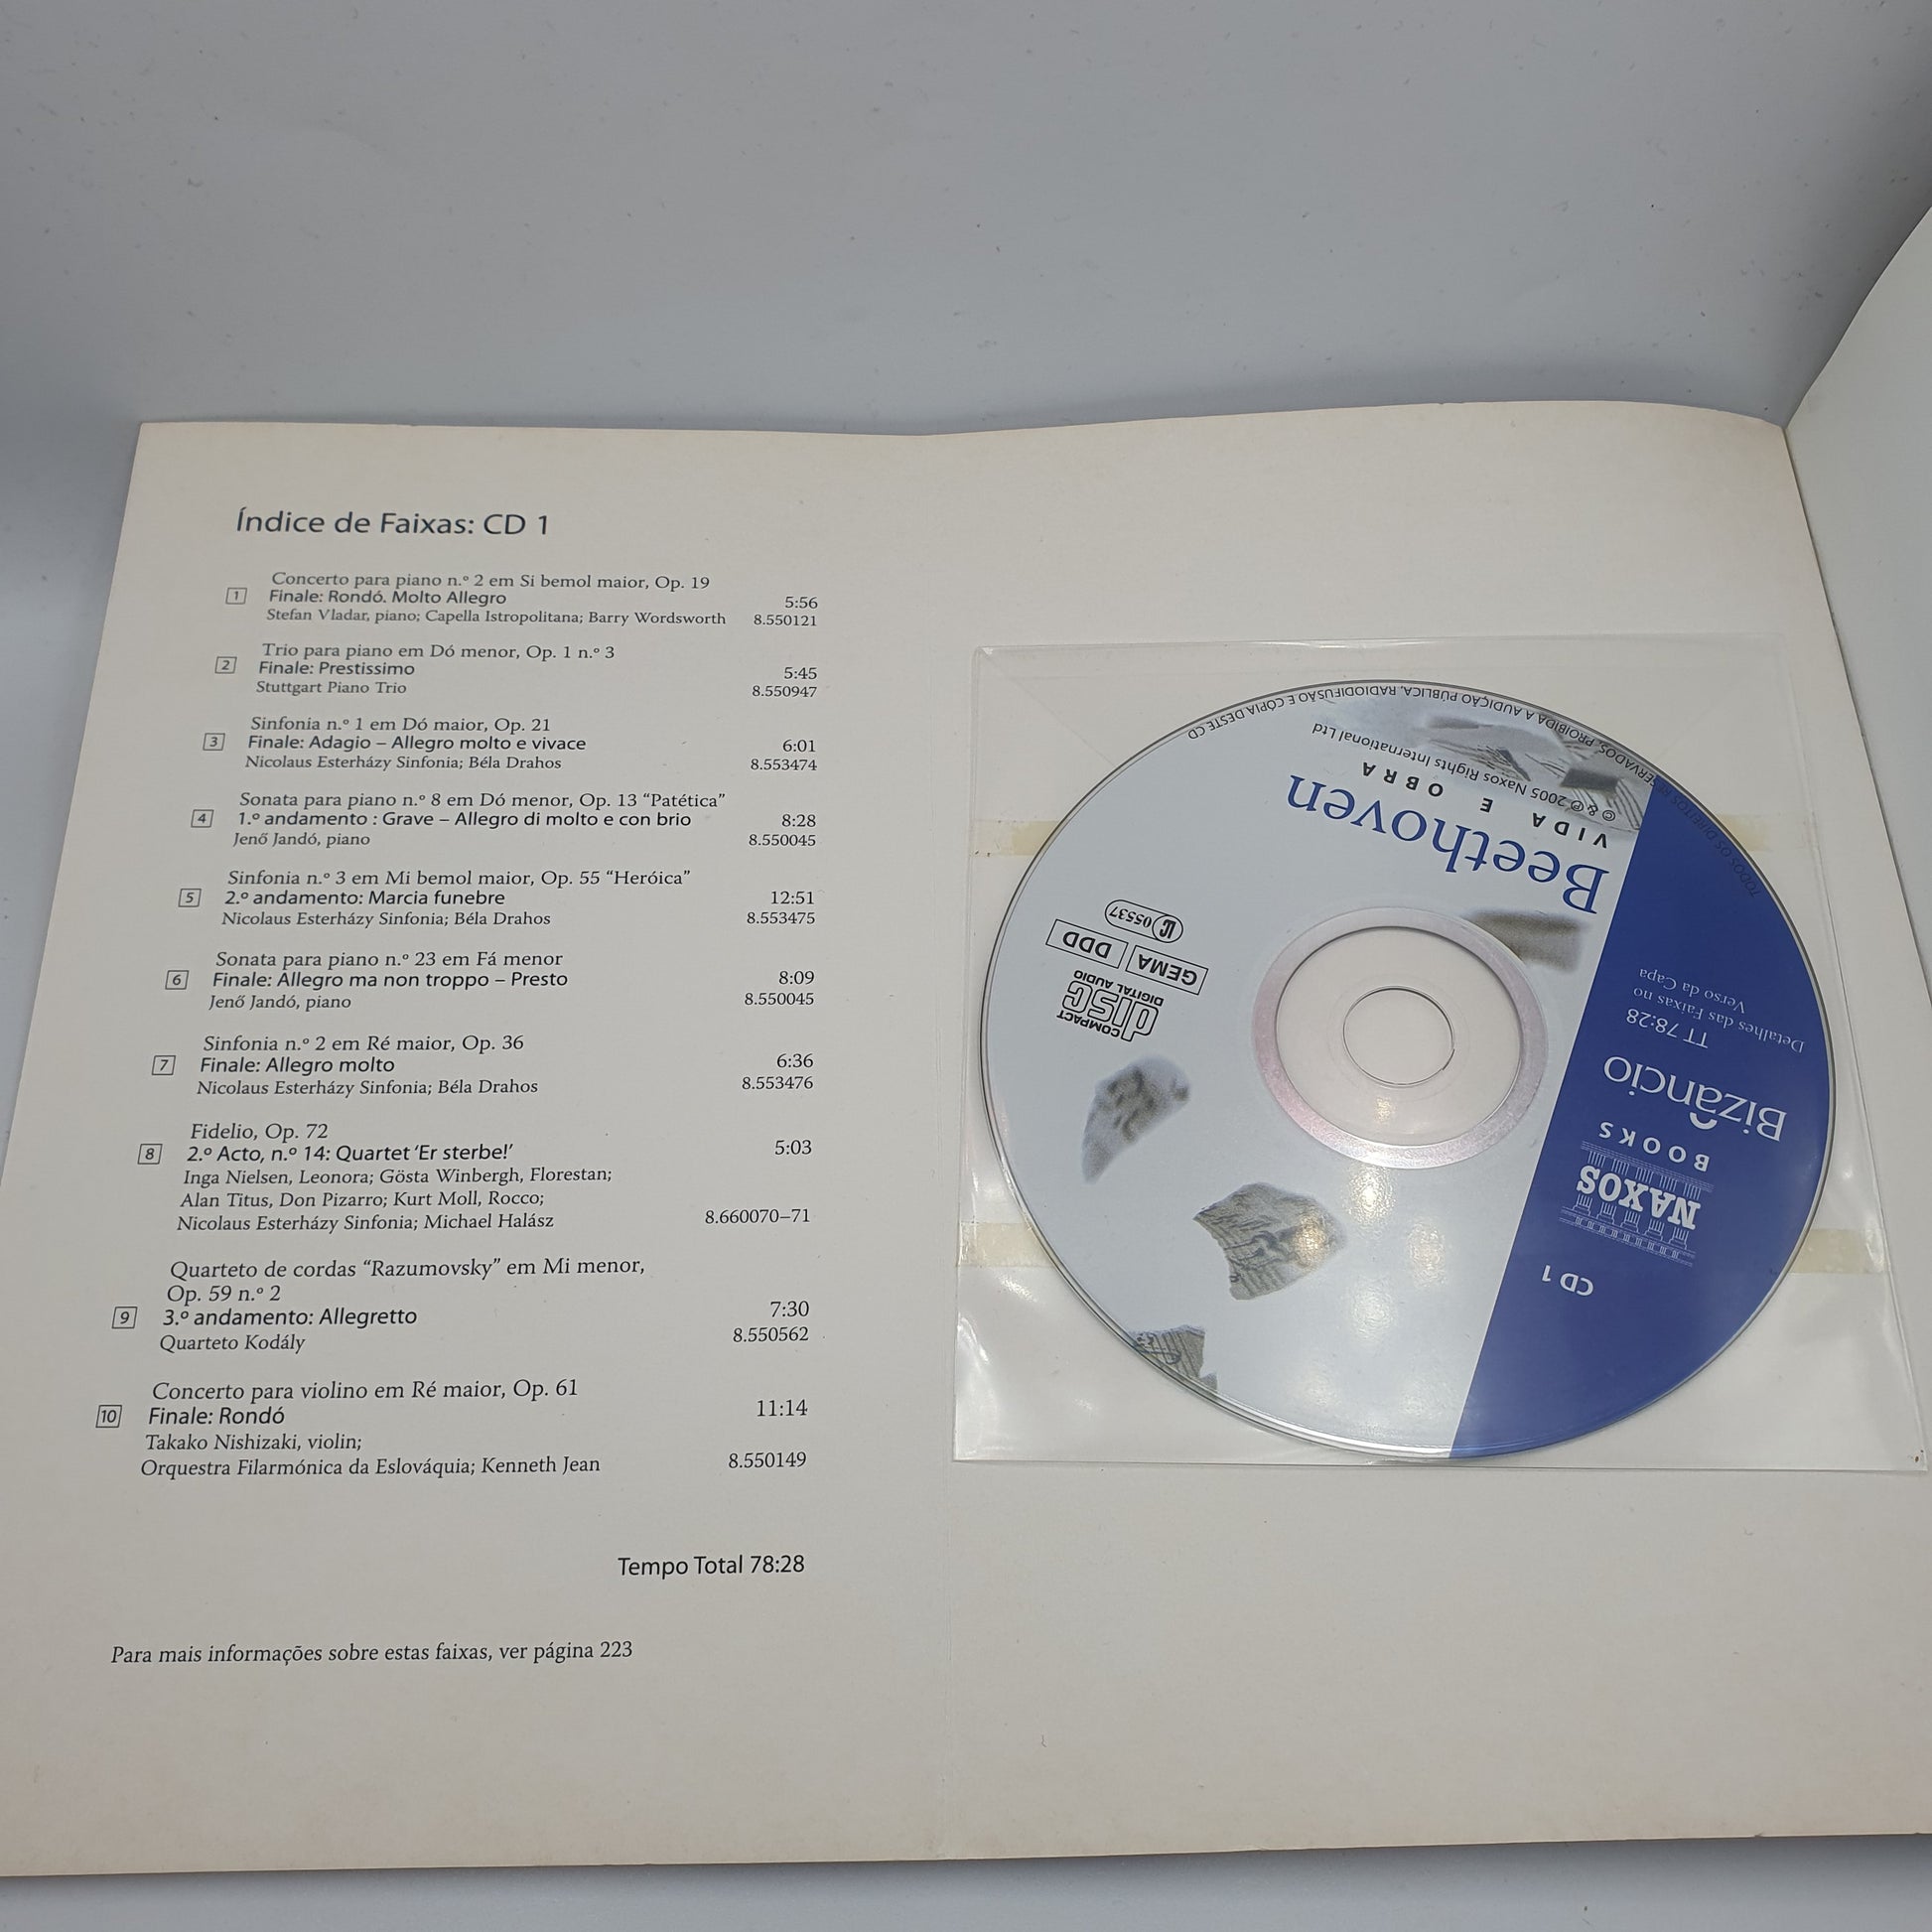 Índice de Faixas: CD 1
Concerto para piano n.º 2 em Si bemol maior, Op. 19
1 Finale: Rondó. Molto Allegro 5:56
Stefan Vladar, piano; Capella Istropolitana; Barry Wordsworth 8.550121
Trio para piano em Dó menor, Op. 1 n.º 3
2 Finale: Prestissimo 5:45
Stuttgart Piano Trio 8.550947
Sinfonia n.º 1 em Dó maior, Op. 21
3 Finale: Adagio – Allegro molto e vivace 6:01
Nicolaus Esterházy Sinfonia; Béla Drahos 8.553474
Sonata para piano n.º 8 em Dó menor, Op. 13 “Patética”
4 1.º andamento : Grave – Allegro di molto e con brio 8:28
Jenő Jandó, piano 8.550045
Sinfonia n.º 3 em Mi bemol maior, Op. 55 “Heróica”
5 2.º andamento: Marcia funebre 12:51
Nicolaus Esterházy Sinfonia; Béla Drahos 8.553475
Sonata para piano n.º 23 em Fá menor
6 Finale: Allegro ma non troppo – Presto 8:09
Jenő Jandó, piano 8.550045
Sinfonia n.º 2 em Ré maior, Op. 36
7 Finale: Allegro molto 6:36
Nicolaus Esterházy Sinfonia; Béla Drahos 8.553476
Fidelio, Op. 72
8 2.º Acto, n.º 14: Quartet ‘Er sterbe!’ 5:03
Inga Nielsen, Leonora; Gösta Winbergh, Florestan;
Alan Titus, Don Pizarro; Kurt Moll, Rocco;
Nicolaus Esterházy Sinfonia; Michael Halász 8.660070–71
Quarteto de cordas “Razumovsky” em Mi menor,
Op. 59 n.º 2
9 3.º andamento: Allegretto 7:30
Quarteto Kodály 8.550562
Concerto para violino em Ré maior, Op. 61
10 Finale: Rondó 11:14
Takako Nishizaki, violin;
Orquestra Filarmónica da Eslováquia; Kenneth Jean 8.550149
Tempo Total 78:28
Para mais informações sobre estas faixas, ver página 223
CD 1
NAXOS
BOOKS
Bizâncio
TT 78:28
Detalhes das Faixas no
Verso da Capa
Beethoven
VIDA E OBRA
© & ℗ 2005 Naxos Rights International Ltd
COMPACT
disc
DIGITAL AUDIO
GEMA DDD
LC 05537
TODOS OS DIREITOS RESERVADOS, PROIBIDA A AUDIÇÃO PÚBLICA, RADIODIFUSÃO E CÓPIA DESTE CD